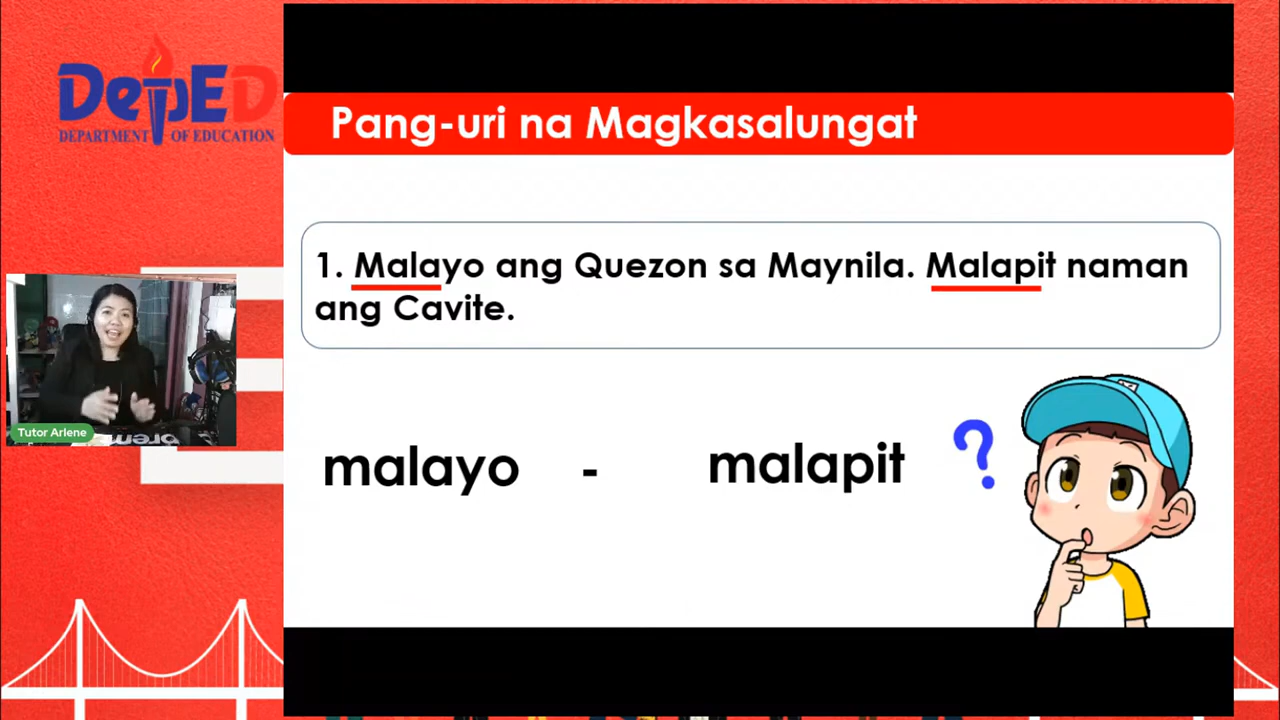 DepED
DEPARTMENT OF EDUCATION
Pang-uri na Magkasalungat
1. Malayo ang Quezon sa Maynila. Malapit naman
ang Cavite.
malayo - malapit
?
Tutor Arlene